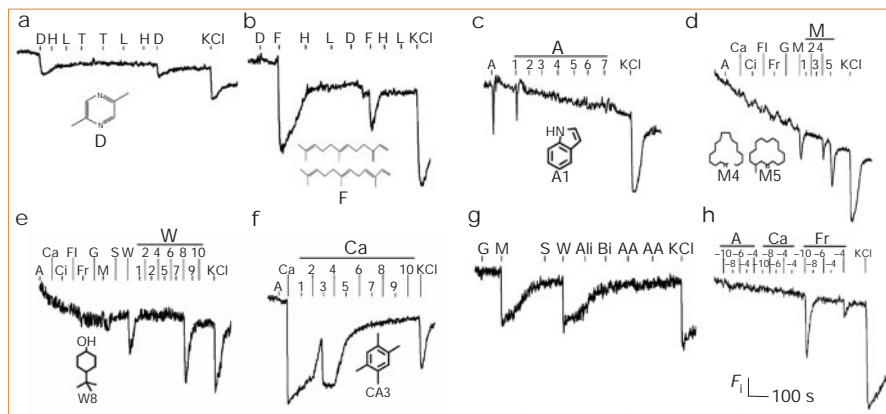 a
D H L T T L H D KCl
N
N
D
b
D F H L D F H L KCl
F
c
A
A 1 2 3 4 5 6 7 KCl
HN
A1
d
M
Ca Fl G M 2 4
A Ci Fr 1 3 5 KCl
M4 M5
e
W
Ca Fl G S W 2 4 6 8 10
A Ci Fr M 1 2 5 7 9 KCl
OH
W8
f
Ca
Ca 2 4 6 8 10 KCl
A 1 3 5 7 9
CA3
g
G M S W Ali Bi AA AA KCl
h
A Ca Fr
−10 −6 −4 −8 −4 −10 −4
−8 −4 −10 −6 −8 KCl
Fi
100 s